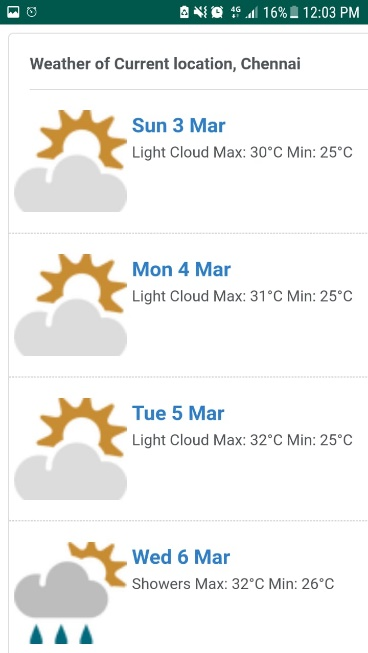 4G 16% 12:03 PM
Weather of Current location, Chennai
Sun 3 Mar
Light Cloud Max: 30°C Min: 25°C
Mon 4 Mar
Light Cloud Max: 31°C Min: 25°C
Tue 5 Mar
Light Cloud Max: 32°C Min: 25°C
Wed 6 Mar
Showers Max: 32°C Min: 26°C